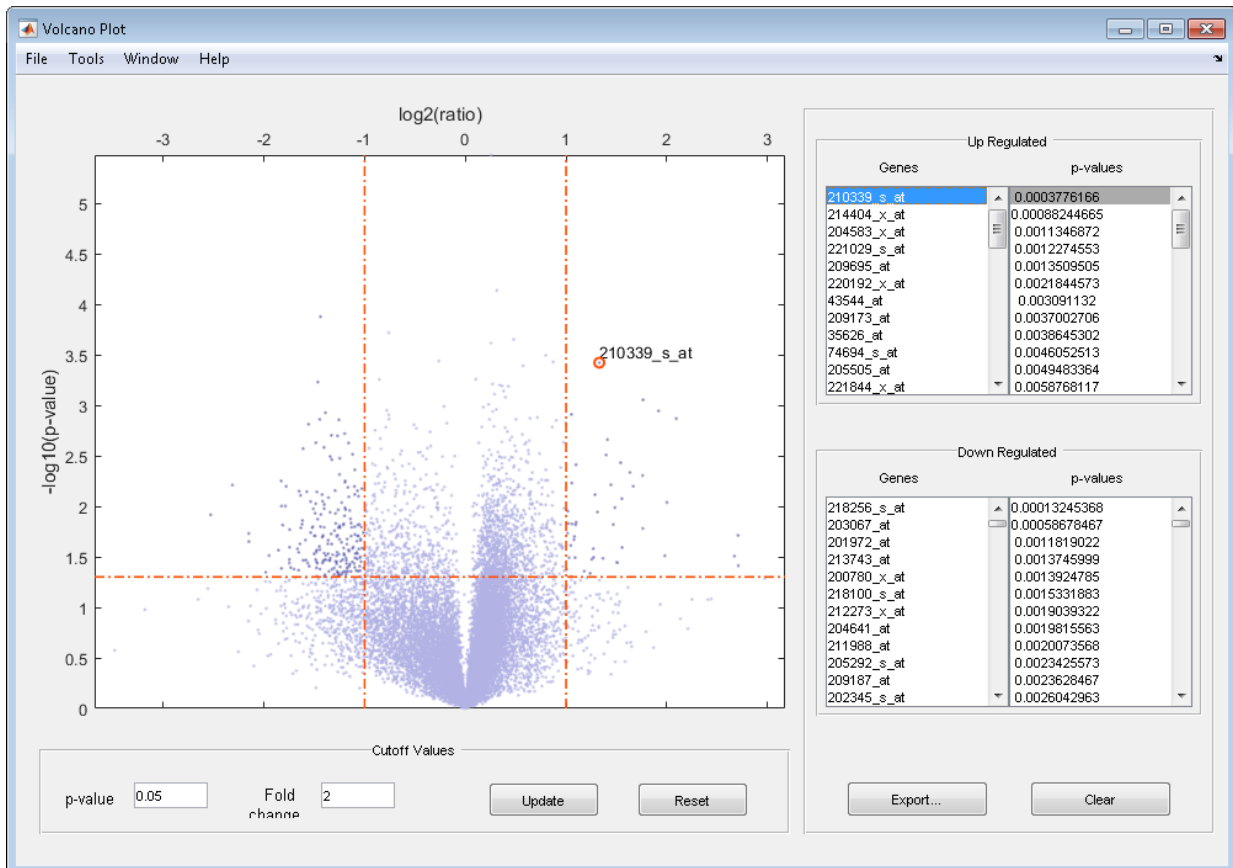 Volcano Plot
File Tools Window Help
log2(ratio)
-3 -2 -1 0 1 2 3
5
4.5
4
3.5
3
2.5
2
1.5
1
0.5
0
-log10(p-value)
210339_s_at
Up Regulated
Genes p-values
210339_s_at 0.0003776166
214404_x_at 0.00088244665
204583_x_at 0.0011346872
221029_s_at 0.0012274553
209695_at 0.0013509505
220192_x_at 0.0021844573
43544_at 0.003091132
209173_at 0.0037002706
35626_at 0.0038645302
74694_s_at 0.0046052513
205505_at 0.0049483364
221844_x_at 0.0058768117
Down Regulated
Genes p-values
218256_s_at 0.00013245368
203067_at 0.00058678467
201972_at 0.0011819022
213743_at 0.0013745999
200780_x_at 0.0013924785
218100_s_at 0.0015331883
212273_x_at 0.0019039322
204641_at 0.0019815563
211988_at 0.0020073568
205292_s_at 0.0023425573
209187_at 0.0023628467
202345_s_at 0.0026042963
Cutoff Values
p-value 0.05 Fold change 2 Update Reset
Export... Clear